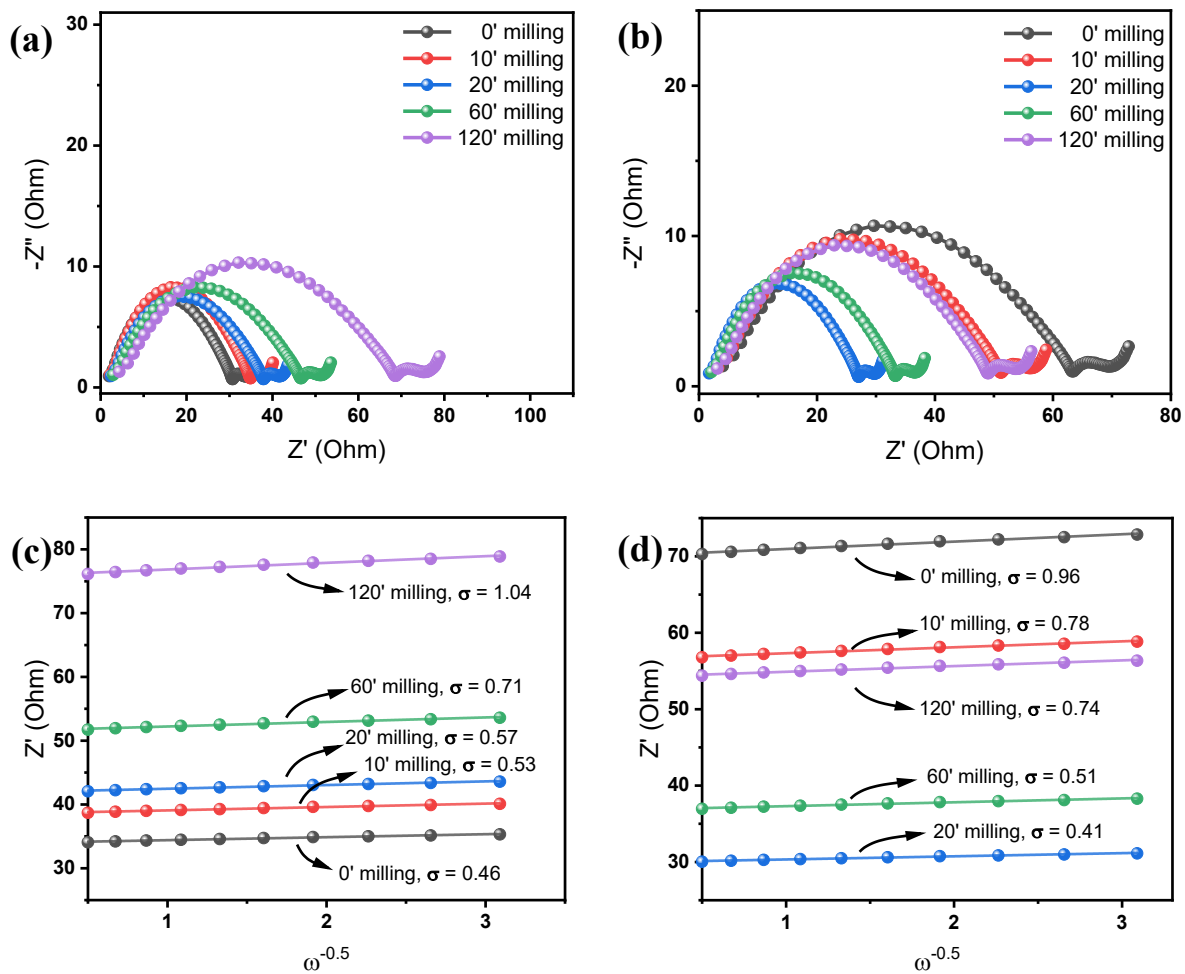 (a)
30
20
10
0
-Z'' (Ohm)
0' milling
10' milling
20' milling
60' milling
120' milling
0 20 40 60 80 100
Z' (Ohm)
(b)
20
10
0
-Z'' (Ohm)
0' milling
10' milling
20' milling
60' milling
120' milling
0 20 40 60 80
Z' (Ohm)
(c)
80
70
60
50
40
30
Z' (Ohm)
120' milling, σ = 1.04
60' milling, σ = 0.71
20' milling, σ = 0.57
10' milling, σ = 0.53
0' milling, σ = 0.46
1 2 3
ω-0.5
(d)
70
60
50
40
30
Z' (Ohm)
0' milling, σ = 0.96
10' milling, σ = 0.78
120' milling, σ = 0.74
60' milling, σ = 0.51
20' milling, σ = 0.41
1 2 3
ω-0.5